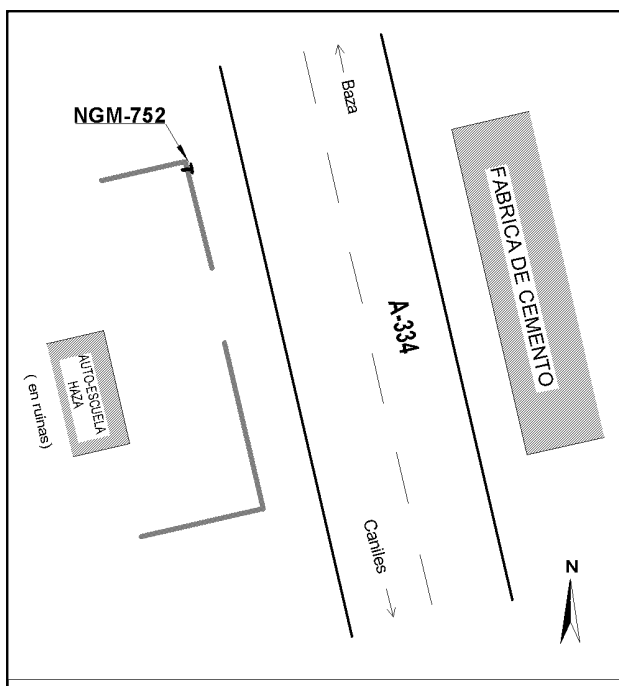 NGM-752
Baza
FABRICA DE CEMENTO
A-334
AUTO-ESCUELA
HAZA
( en ruinas)
Caniles
N